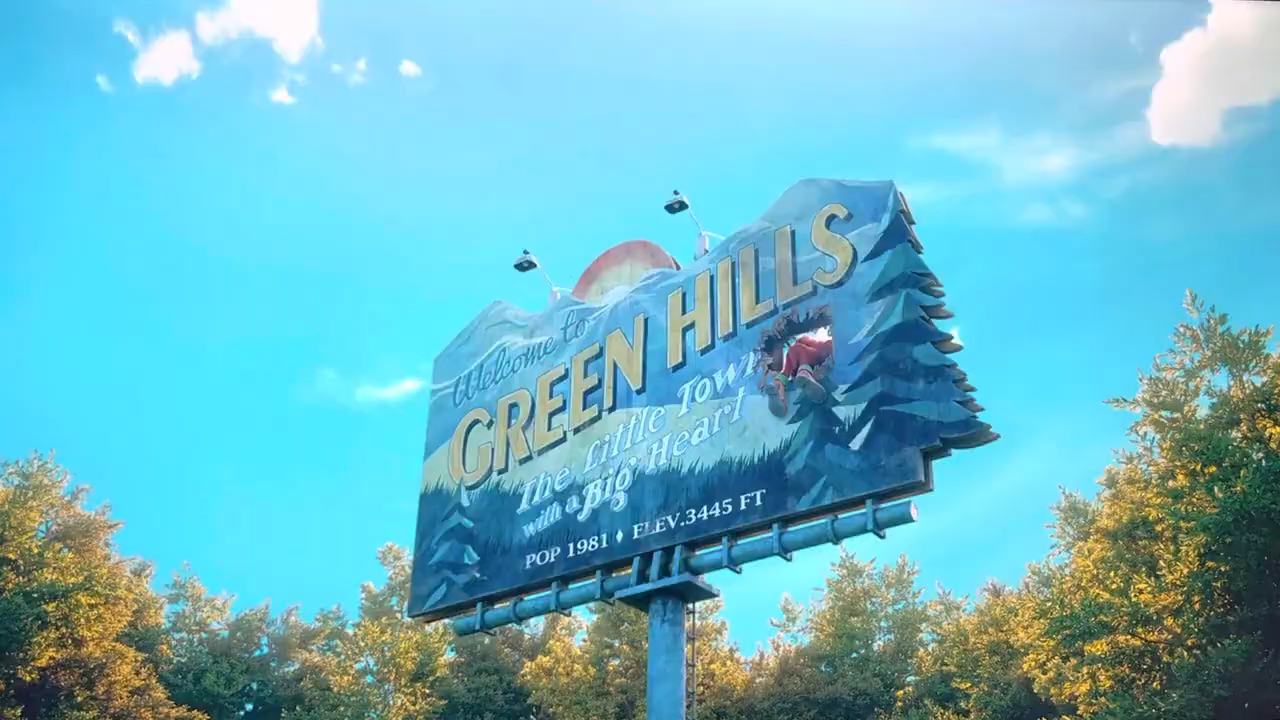 Welcome to
GREEN HILLS
The Little Town
with a Big Heart
POP 1981 ♦ ELEV.3445 FT